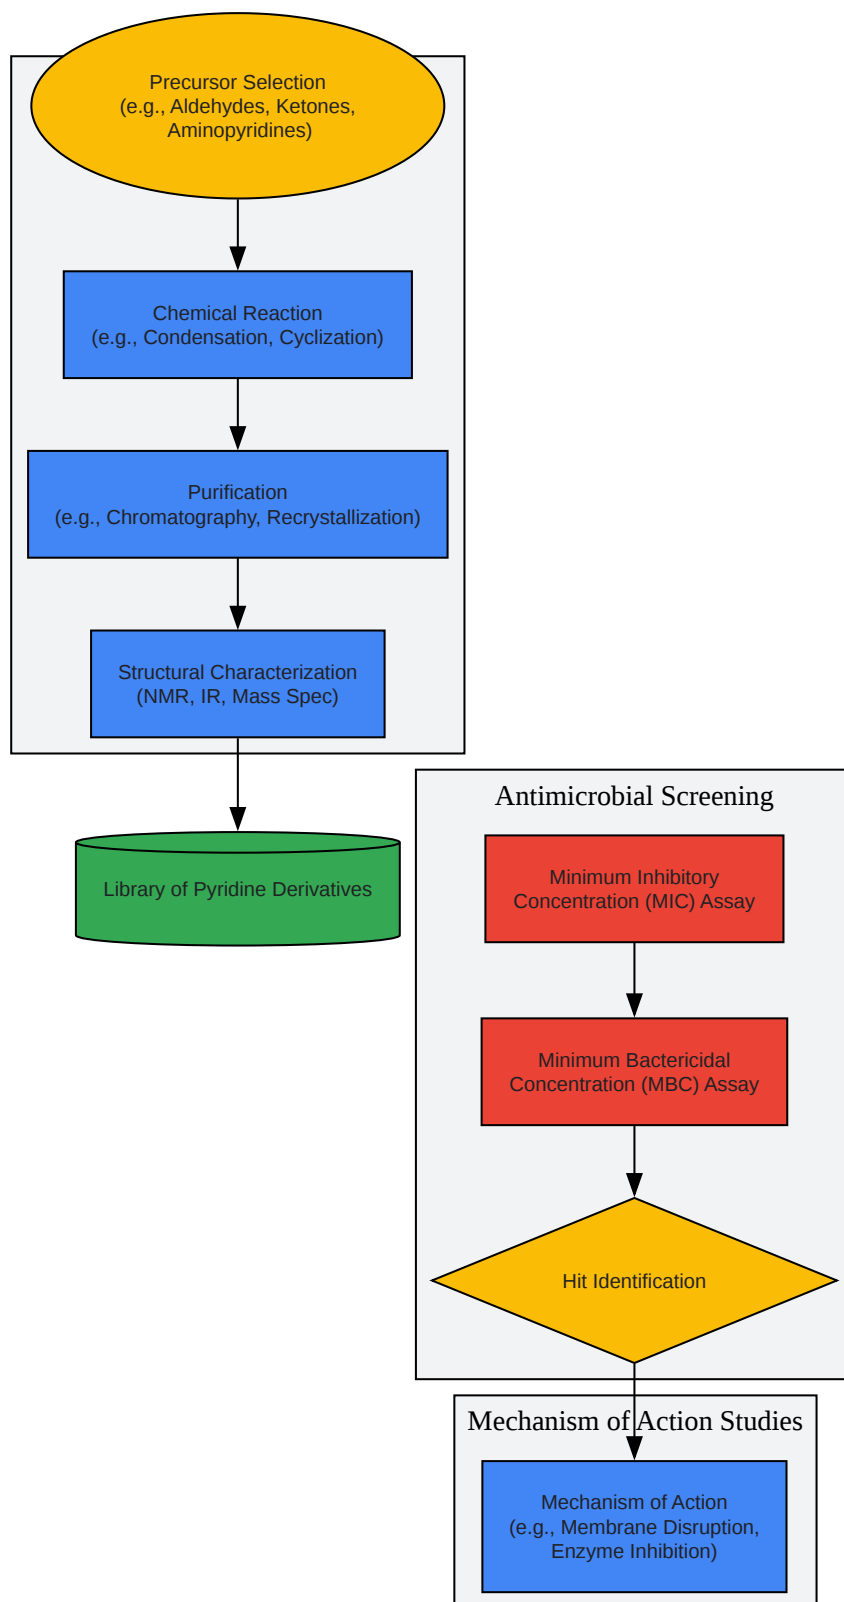 Precursor Selection
(e.g., Aldehydes, Ketones,
Aminopyridines)
Chemical Reaction
(e.g., Condensation, Cyclization)
Purification
(e.g., Chromatography, Recrystallization)
Structural Characterization
(NMR, IR, Mass Spec)
Library of Pyridine Derivatives
Antimicrobial Screening
Minimum Inhibitory
Concentration (MIC) Assay
Minimum Bactericidal
Concentration (MBC) Assay
Hit Identification
Mechanism of Action Studies
Mechanism of Action
(e.g., Membrane Disruption,
Enzyme Inhibition)